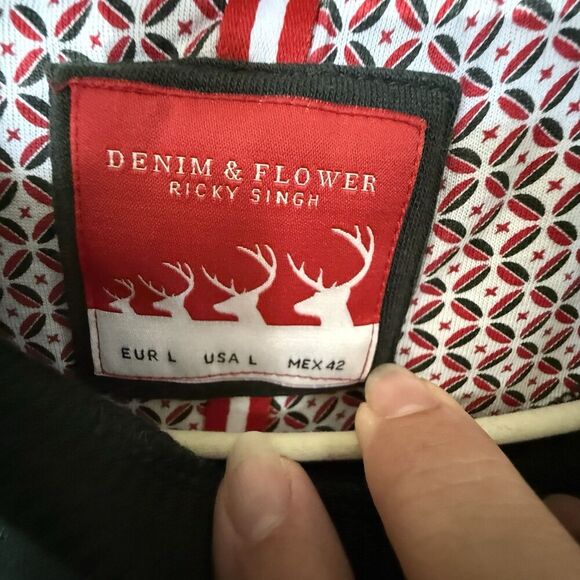 DENIM & FLOWER
RICKY SINGH
EUR L USA L MEX 42